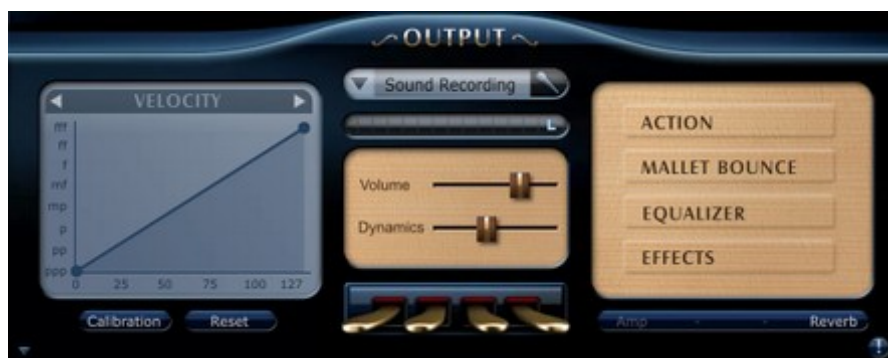 OUTPUT
VELOCITY
fff
ff
f
mf
mp
p
pp
ppp
0 25 50 75 100 127
Calibration Reset
Sound Recording
L
Volume
Dynamics
ACTION
MALLET BOUNCE
EQUALIZER
EFFECTS
Amp - - Reverb
!